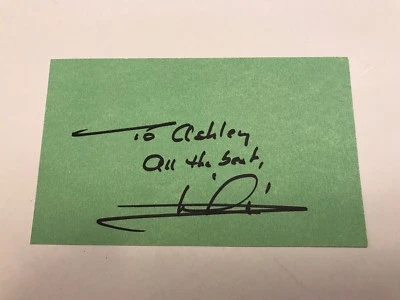 To Ashley
All the best,